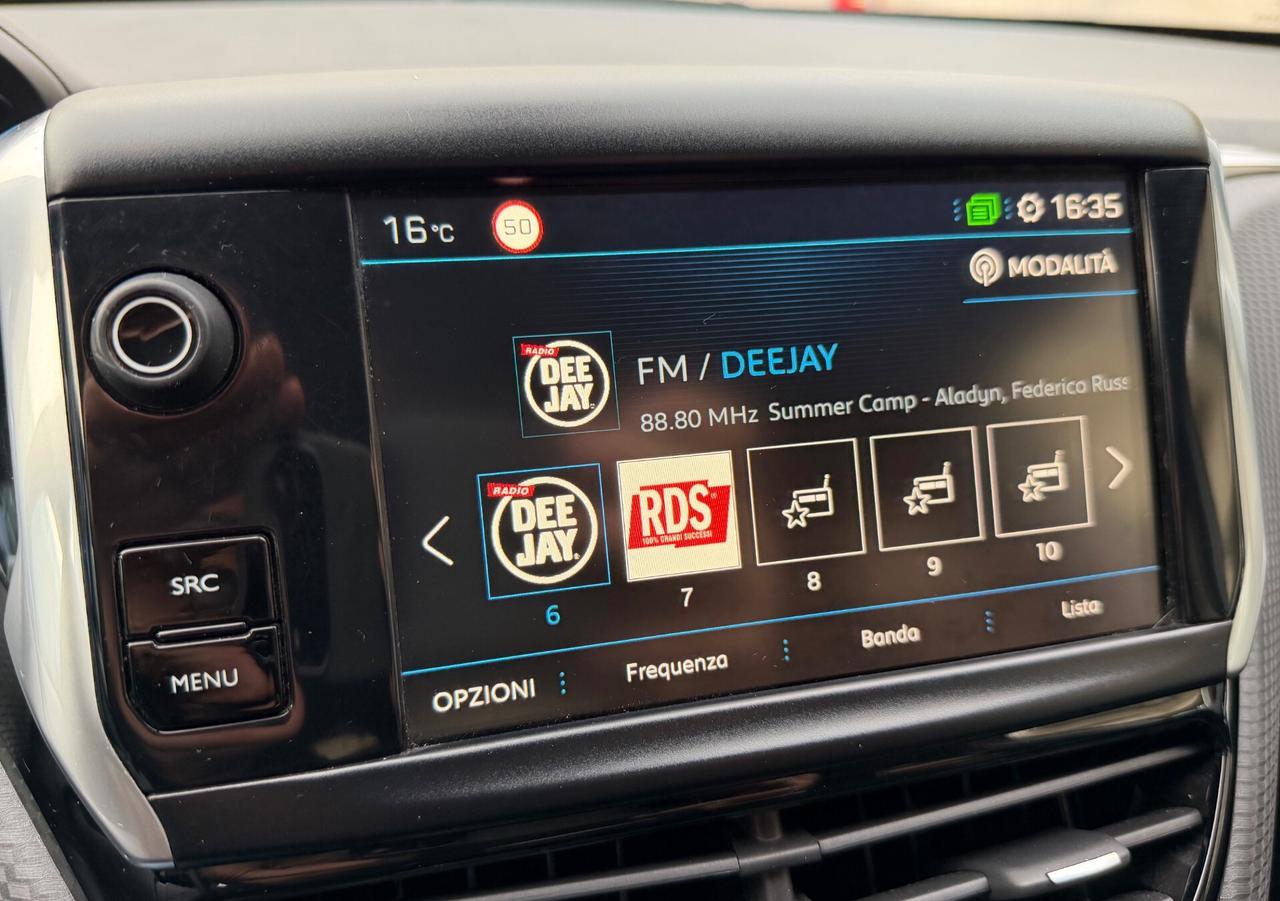 16°C 50 16:35
MODALITÀ
RADIO
DEE
JAY
FM / DEEJAY
88.80 MHz Summer Camp - Aladyn, Federico Russ
RADIO
DEE
JAY
RDS
100% GRANDI SUCCESSI
6 7 8 9 10
SRC
MENU
OPZIONI Frequenza Banda Lista